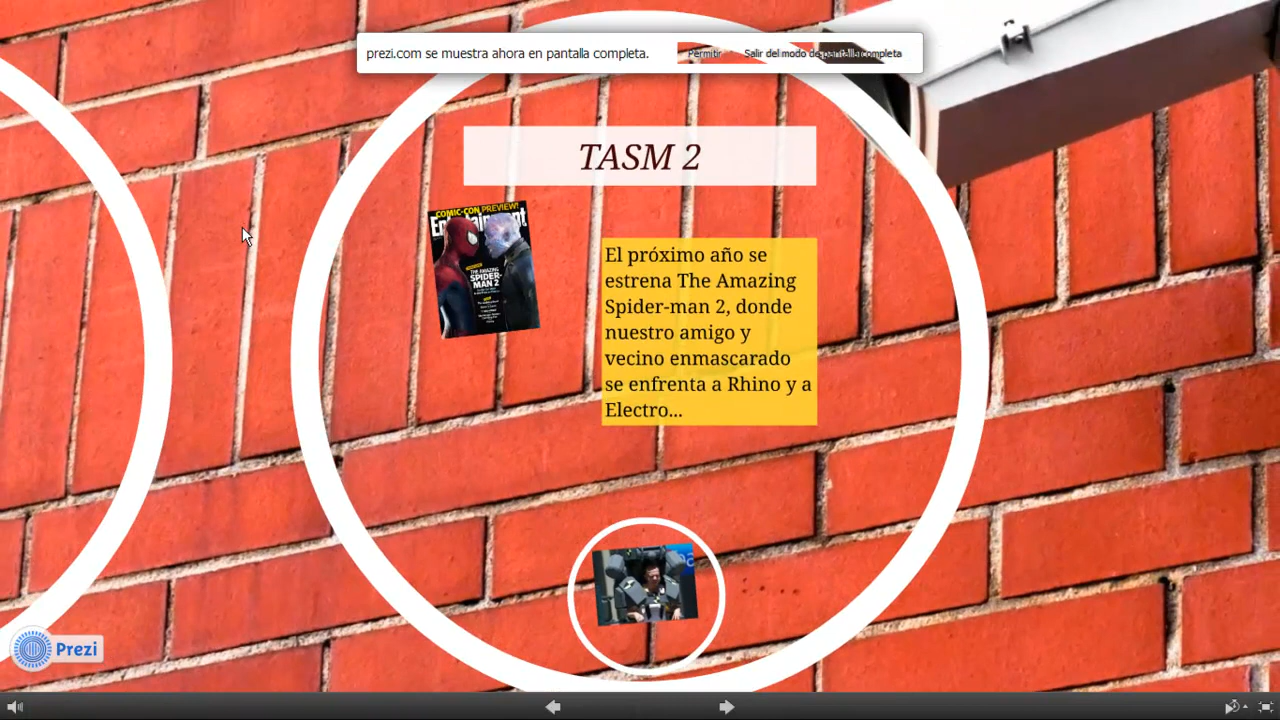 prezi.com se muestra ahora en pantalla completa.
Permitir
Salir del modo de pantalla completa
TASM 2
COMIC-CON PREVIEW!
Entertainment
THE AMAZING
SPIDER-
MAN 2
El próximo año se
estrena The Amazing
Spider-man 2, donde
nuestro amigo y
vecino enmascarado
se enfrenta a Rhino y a
Electro...
Prezi